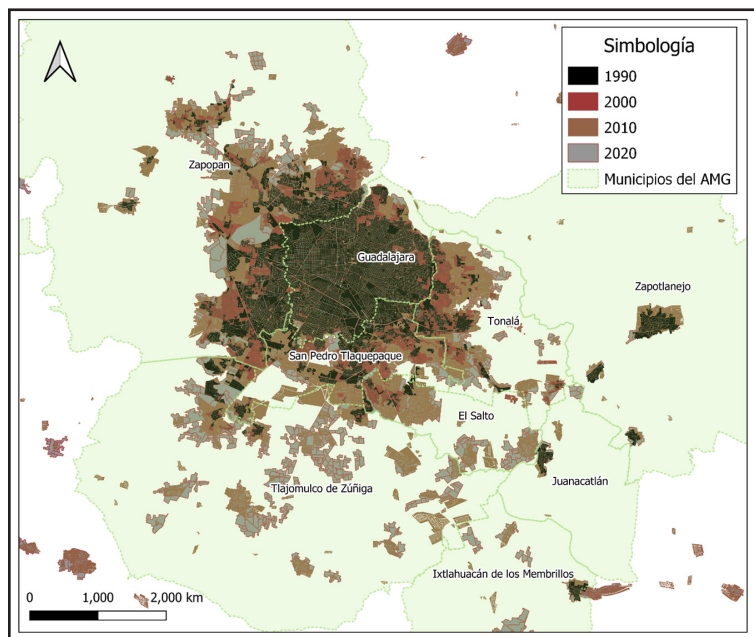 Simbología
1990
2000
2010
2020
Municipios del AMG
Zapopan
Guadalajara
Zapotlanejo
Tonalá
San Pedro Tlaquepaque
El Salto
Juanacatlán
Tlajomulco de Zúñiga
Ixtlahuacán de los Membrillos
0 1,000 2,000 km